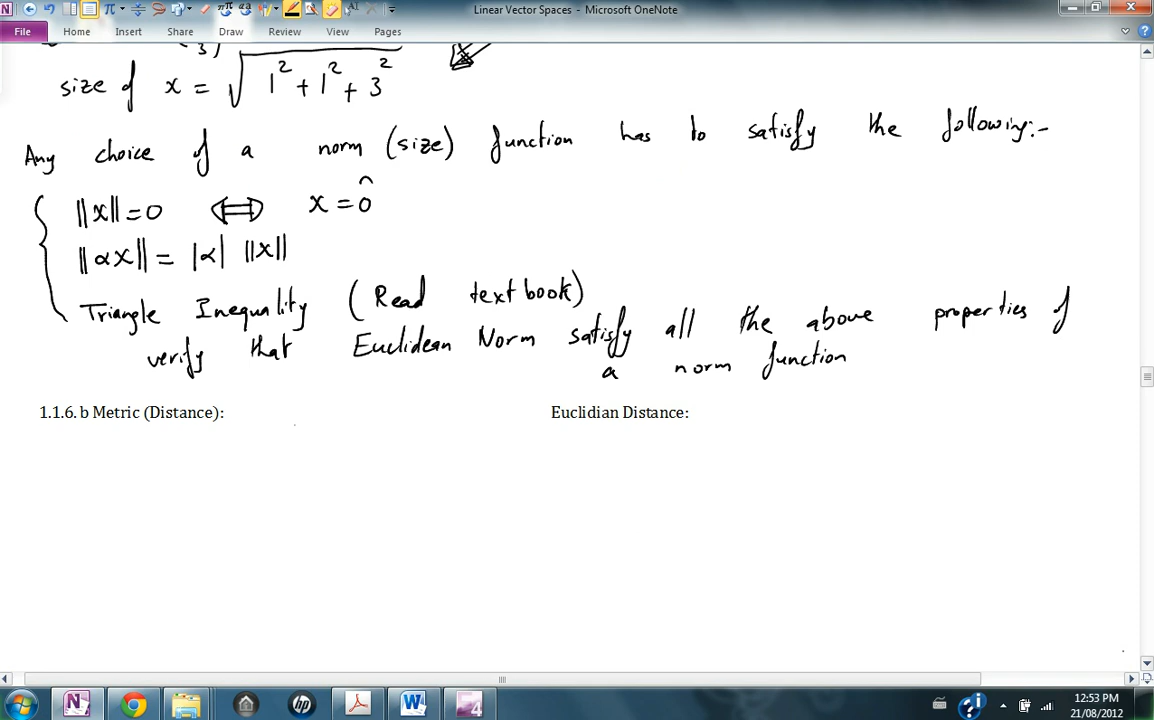 Linear Vector Spaces - Microsoft OneNote
File Home Insert Share Draw Review View Pages
3)
size of x = √1² + 1² + 3²
Any choice of a norm (size) function has to satisfy the following:-
||x|| = 0 ⟺ x = 0̂
||αx|| = |α| ||x||
Triangle Inequality (Read textbook)
verify that Euclidean Norm satisfy all the above properties of
a norm function
1.1.6. b Metric (Distance): Euclidian Distance:
12:53 PM
21/08/2012